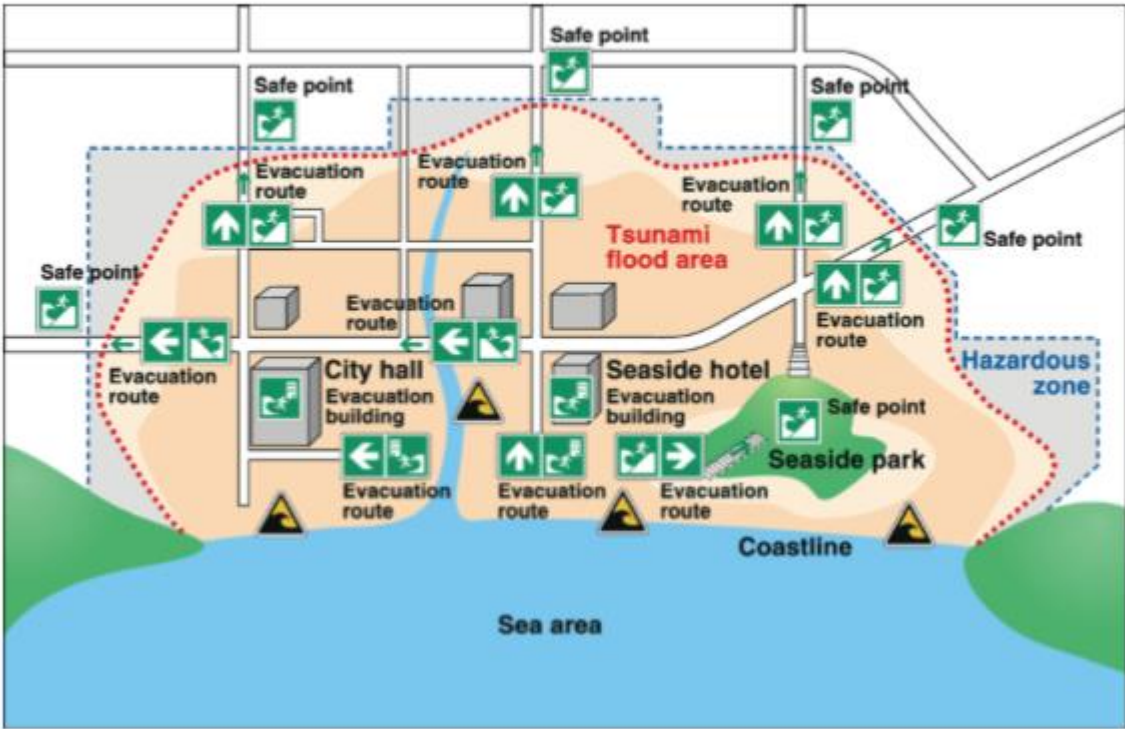 Safe point
Safe point
Safe point
Evacuation
route
Evacuation
route
Evacuation
route
Tsunami
flood area
Safe point
Safe point
Evacuation
route
Evacuation
route
Evacuation
route
Hazardous
zone
City hall
Evacuation
building
Seaside hotel
Evacuation
building
Safe point
Seaside park
Evacuation
route
Evacuation
route
Evacuation
route
Coastline
Sea area